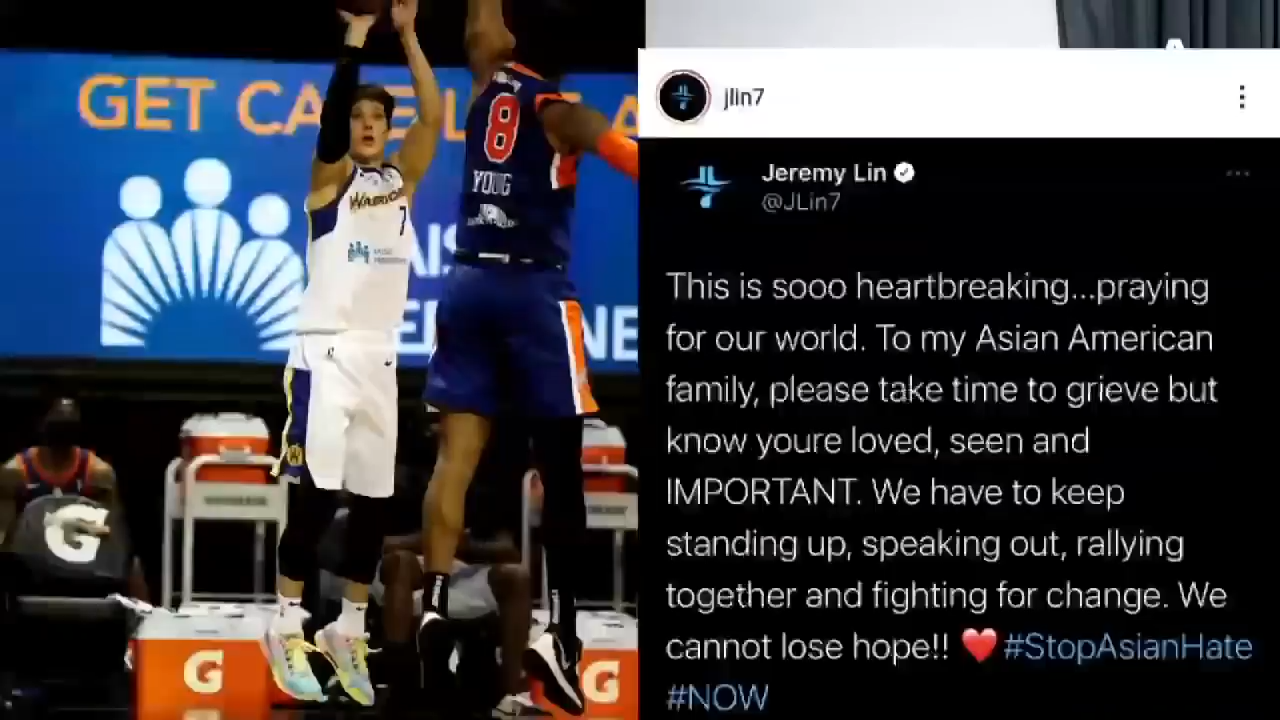 GET CA E L E A
WARRIORS
7
8
YOUNG
G
G
G
jlin7
Jeremy Lin
@JLin7
This is sooo heartbreaking...praying
for our world. To my Asian American
family, please take time to grieve but
know youre loved, seen and
IMPORTANT. We have to keep
standing up, speaking out, rallying
together and fighting for change. We
cannot lose hope!! ❤️ #StopAsianHate
#NOW